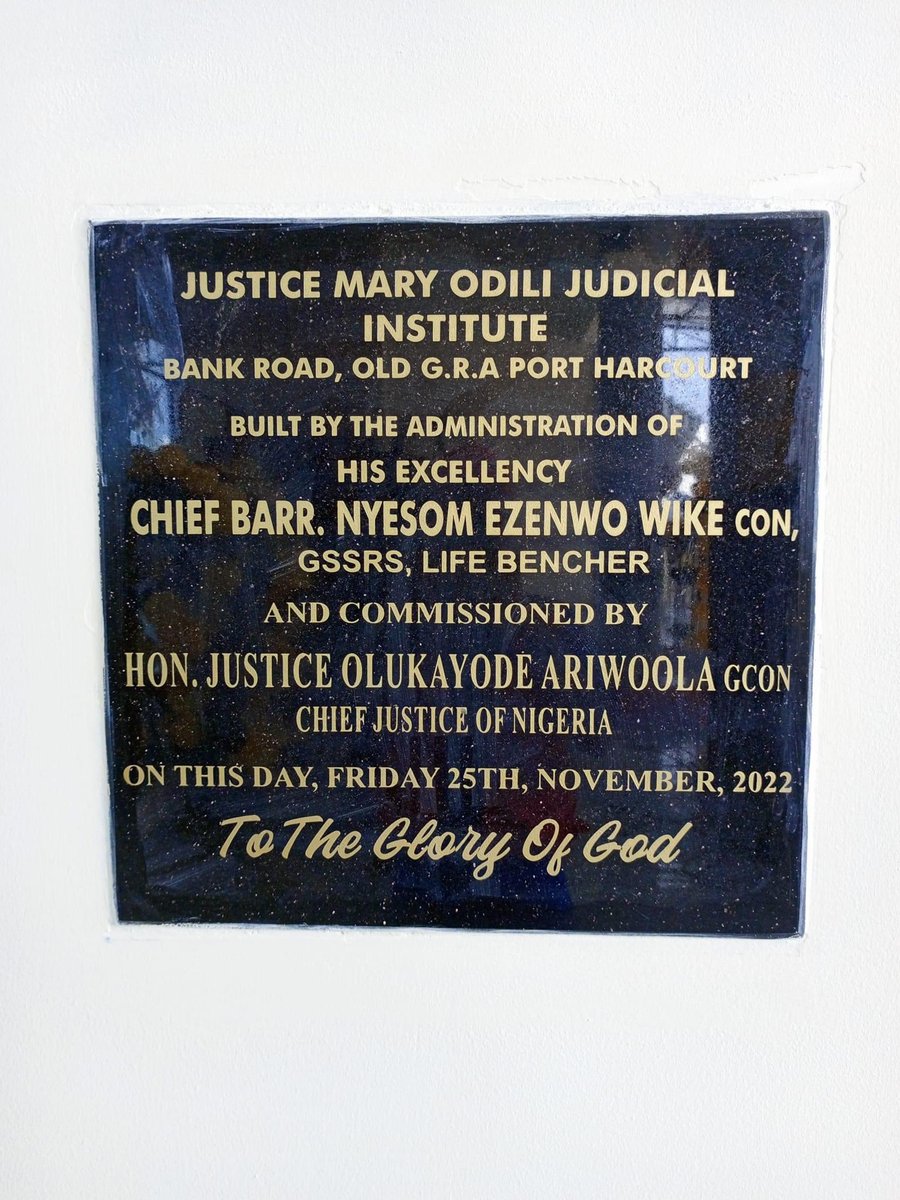 JUSTICE MARY ODILI JUDICIAL
INSTITUTE
BANK ROAD, OLD G.R.A PORT HARCOURT
BUILT BY THE ADMINISTRATION OF
HIS EXCELLENCY
CHIEF BARR. NYESOM EZENWO WIKE CON,
GSSRS, LIFE BENCHER
AND COMMISSIONED BY
HON. JUSTICE OLUKAYODE ARIWOOLA GCON
CHIEF JUSTICE OF NIGERIA
ON THIS DAY, FRIDAY 25TH, NOVEMBER, 2022
To The Glory Of God